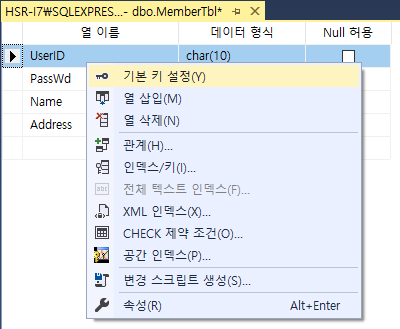 HSR-I7₩SQLEXPRES...- dbo.MemberTbl*
열 이름 데이터 형식 Null 허용
UserID char(10)
PassWd
Name
Address
기본 키 설정(Y)
열 삽입(M)
열 삭제(N)
관계(H)...
인덱스/키(I)...
전체 텍스트 인덱스(F)...
XML 인덱스(X)...
CHECK 제약 조건(O)...
공간 인덱스(P)...
변경 스크립트 생성(S)...
속성(R) Alt+Enter